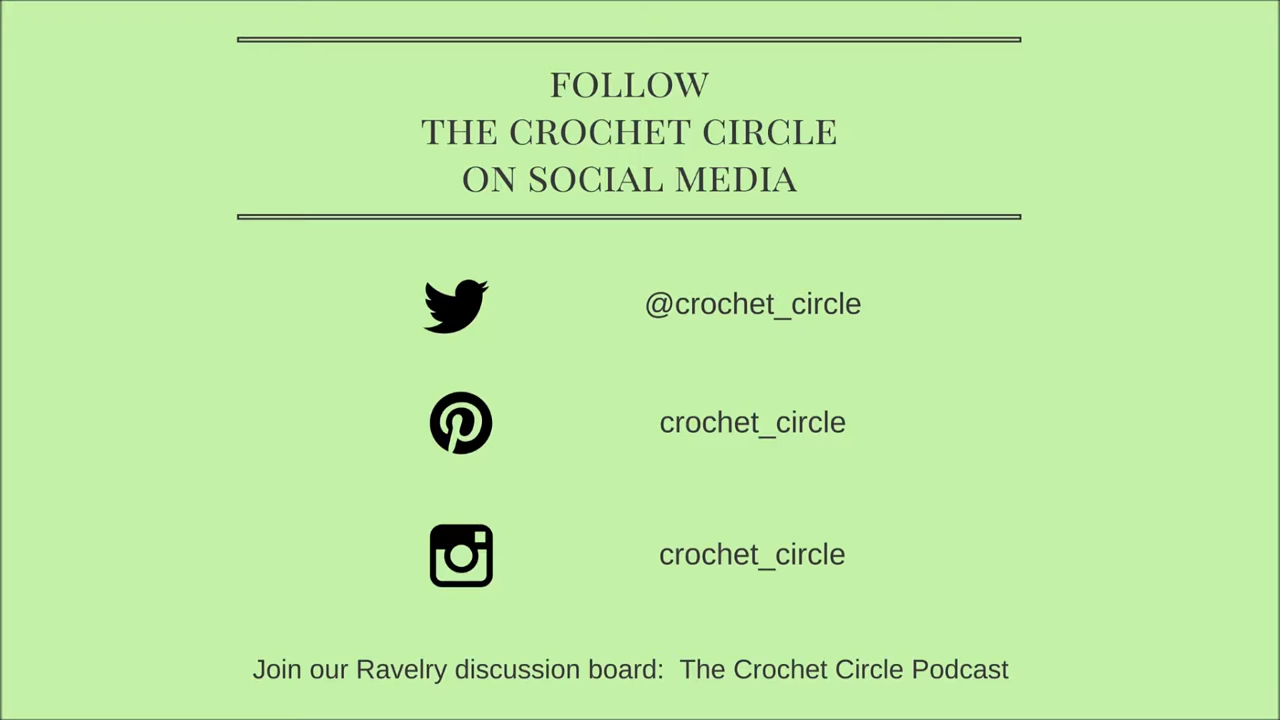 FOLLOW
THE CROCHET CIRCLE
ON SOCIAL MEDIA
@crochet_circle
crochet_circle
crochet_circle
Join our Ravelry discussion board: The Crochet Circle Podcast